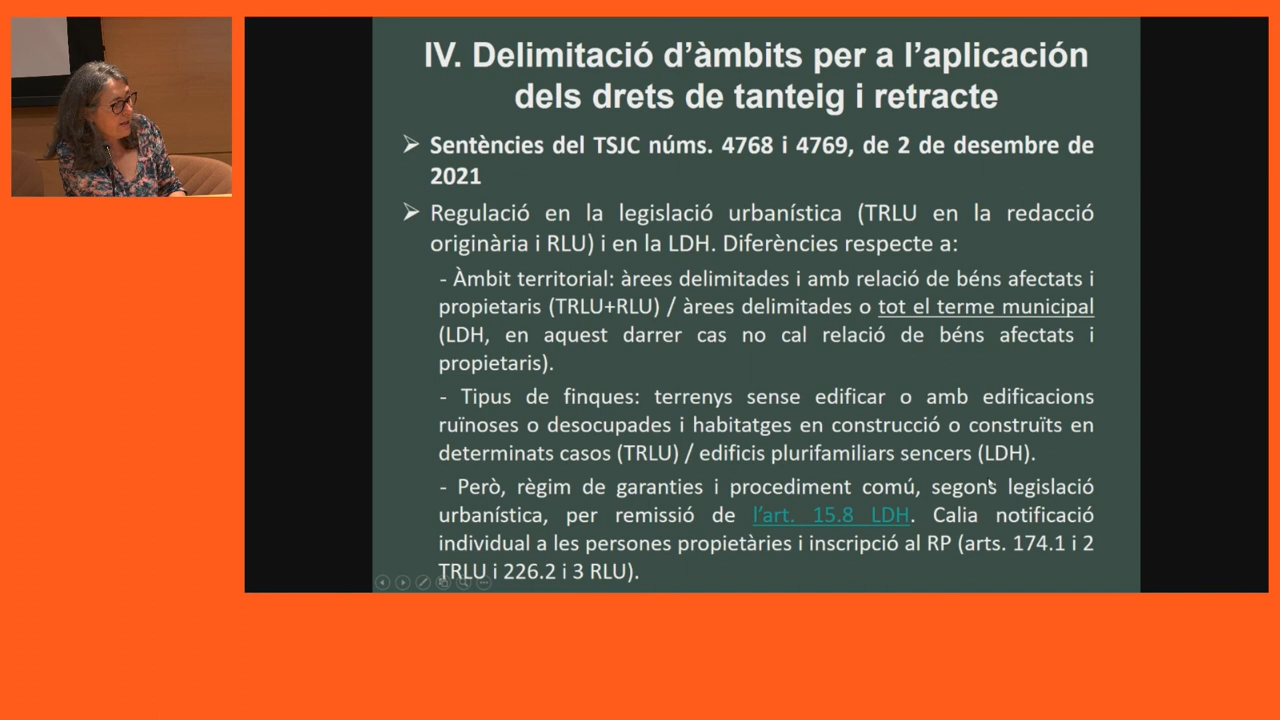 IV. Delimitació d’àmbits per a l’aplicación
dels drets de tanteig i retracte
Sentències del TSJC núms. 4768 i 4769, de 2 de desembre de
2021
Regulació en la legislació urbanística (TRLU en la redacció
originària i RLU) i en la LDH. Diferències respecte a:
- Àmbit territorial: àrees delimitades i amb relació de béns afectats i
propietaris (TRLU+RLU) / àrees delimitades o tot el terme municipal
(LDH, en aquest darrer cas no cal relació de béns afectats i
propietaris).
- Tipus de finques: terrenys sense edificar o amb edificacions
ruïnoses o desocupades i habitatges en construcció o construïts en
determinats casos (TRLU) / edificis plurifamiliars sencers (LDH).
- Però, règim de garanties i procediment comú, segons legislació
urbanística, per remissió de l’art. 15.8 LDH. Calia notificació
individual a les persones propietàries i inscripció al RP (arts. 174.1 i 2
TRLU i 226.2 i 3 RLU).